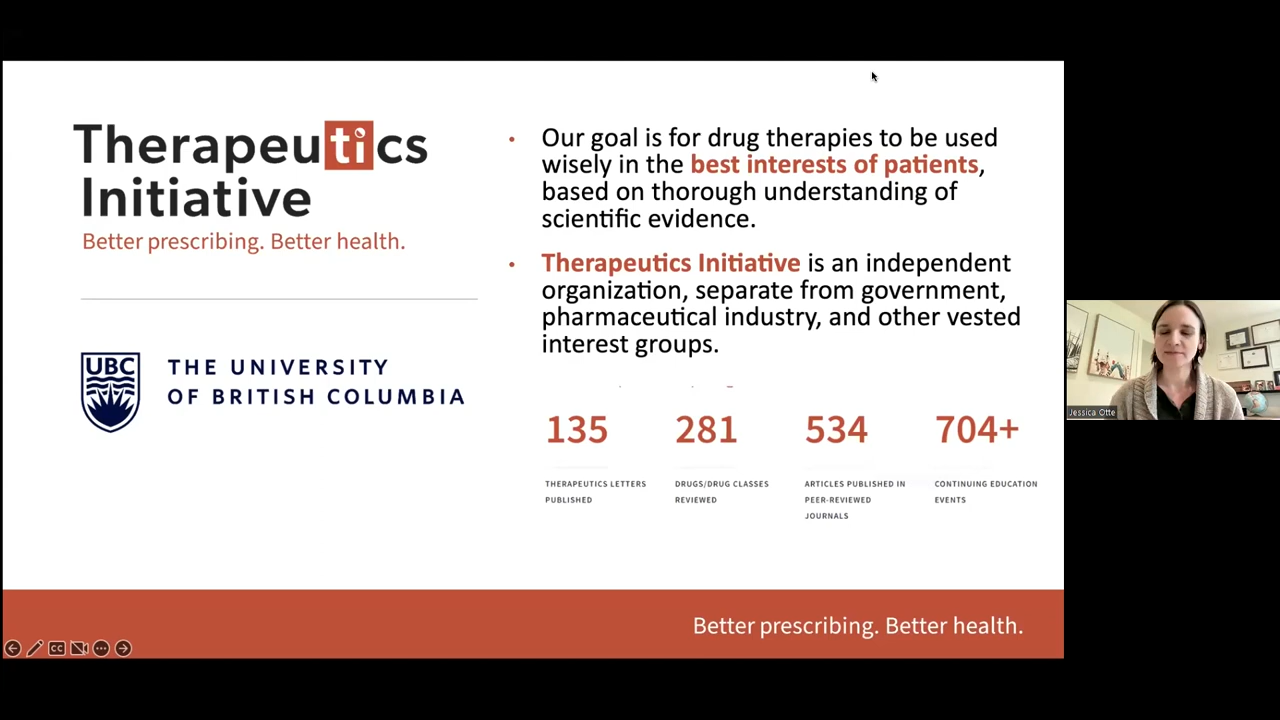 Therapeutics
Initiative
Better prescribing. Better health.
UBC
THE UNIVERSITY
OF BRITISH COLUMBIA
• Our goal is for drug therapies to be used
wisely in the best interests of patients,
based on thorough understanding of
scientific evidence.
• Therapeutics Initiative is an independent
organization, separate from government,
pharmaceutical industry, and other vested
interest groups.
135
THERAPEUTICS LETTERS
PUBLISHED
281
DRUGS/DRUG CLASSES
REVIEWED
534
ARTICLES PUBLISHED IN
PEER-REVIEWED
JOURNALS
704+
CONTINUING EDUCATION
EVENTS
Better prescribing. Better health.
CC
Jessica Otte